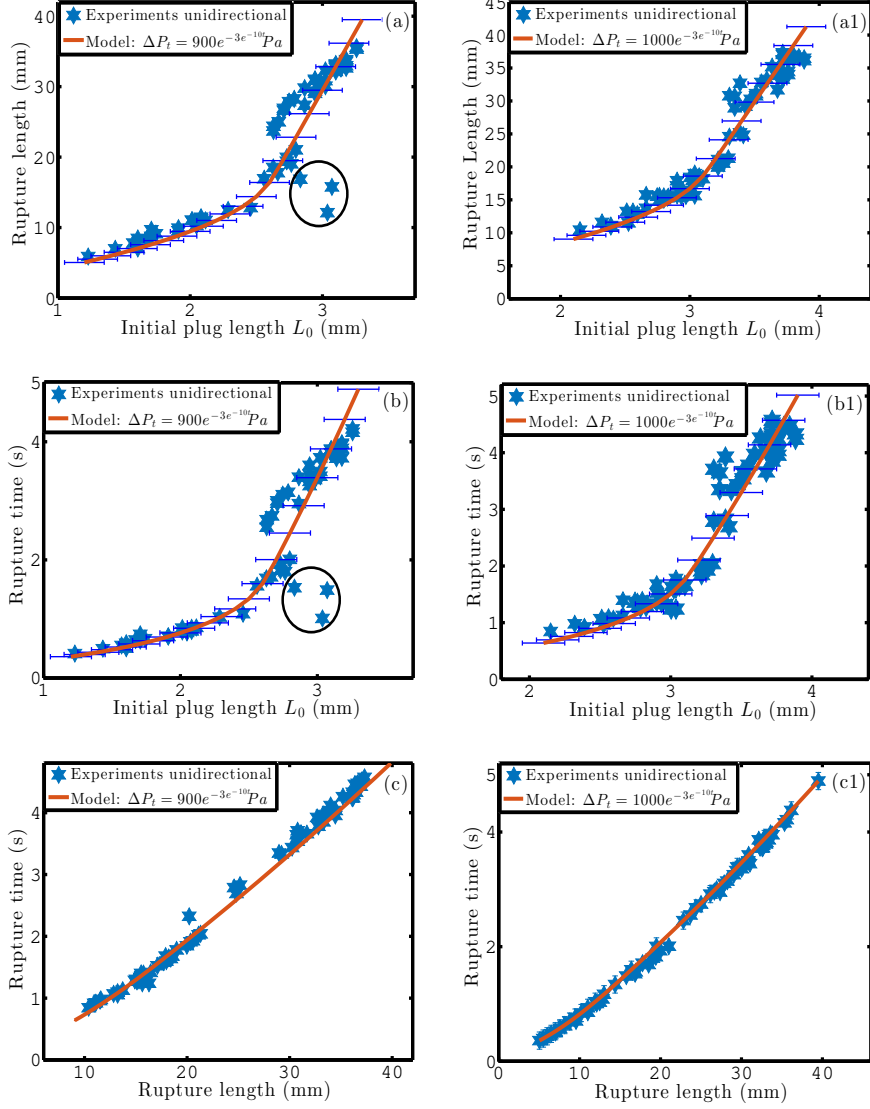 (a)
Experiments unidirectional
Model: ΔP_t = 900e^{-3e^{-10t}}Pa
Rupture length (mm)
40
30
20
10
0
1 2 3
Initial plug length L_0 (mm)
(a1)
Experiments unidirectional
Model: ΔP_t = 1000e^{-3e^{-10t}}Pa
Rupture Length (mm)
45
40
35
30
25
20
15
10
5
0
2 3 4
Initial plug length L_0 (mm)
(b)
Experiments unidirectional
Model: ΔP_t = 900e^{-3e^{-10t}}Pa
Rupture time (s)
5
4
2
0
1 2 3
Initial plug length L_0 (mm)
(b1)
Experiments unidirectional
Model: ΔP_t = 1000e^{-3e^{-10t}}Pa
Rupture time (s)
5
4
3
2
1
0
2 3 4
Initial plug length L_0 (mm)
(c)
Experiments unidirectional
Model: ΔP_t = 900e^{-3e^{-10t}}Pa
Rupture time (s)
4
3
2
1
0
10 20 30 40
Rupture length (mm)
(c1)
Experiments unidirectional
Model: ΔP_t = 1000e^{-3e^{-10t}}Pa
Rupture time (s)
5
4
2
0
0 10 20 30 40
Rupture length (mm)